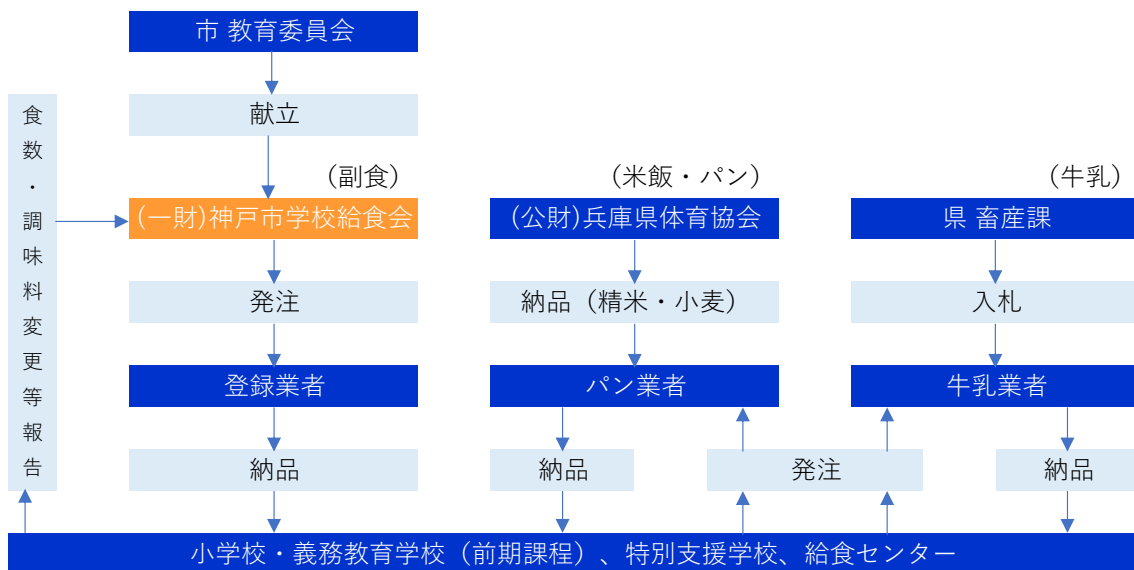 市 教育委員会
献立
食数・調味料変更等報告
(副食)
(米飯・パン)
(牛乳)
(一財)神戸市学校給食会
(公財)兵庫県体育協会
県 畜産課
発注
納品（精米・小麦）
入札
登録業者
パン業者
牛乳業者
納品
納品
発注
納品
小学校・義務教育学校（前期課程）、特別支援学校、給食センター